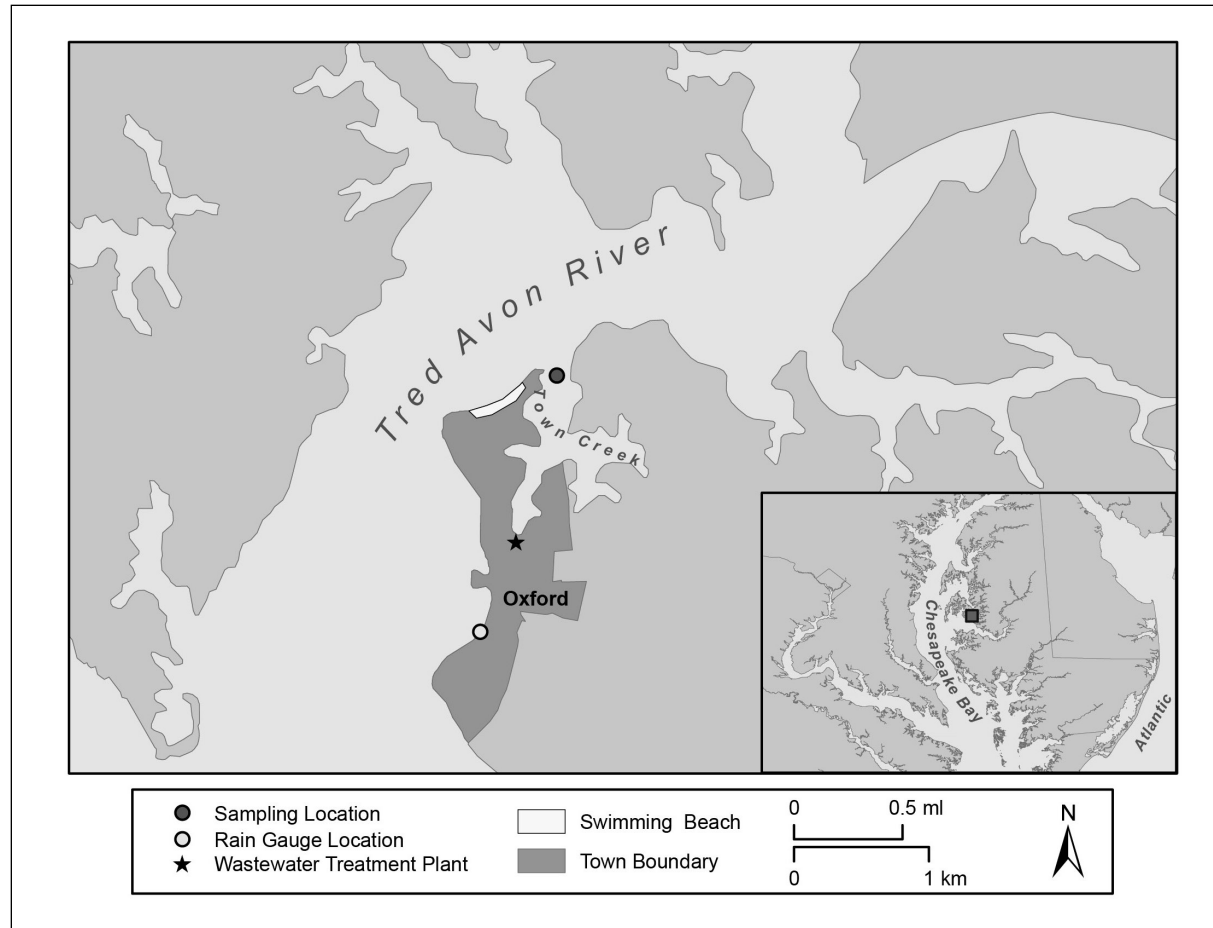 Tred Avon River
Town Creek
Oxford
Chesapeake Bay
Atlantic
Sampling Location
Rain Gauge Location
Wastewater Treatment Plant
Swimming Beach
Town Boundary
0 0.5 ml
0 1 km
N